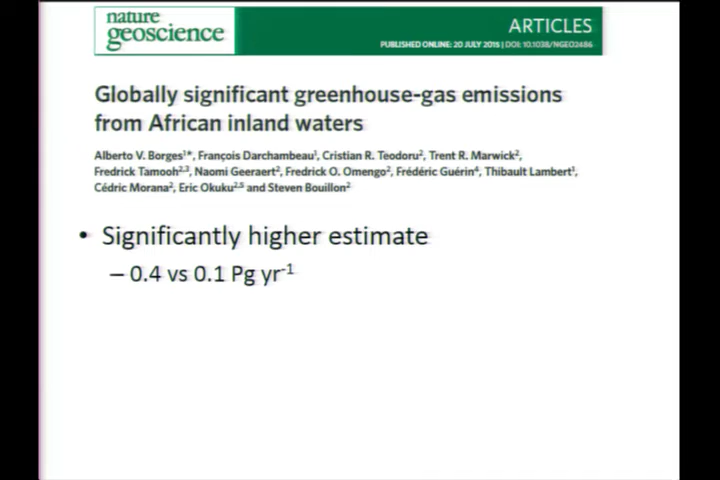 nature
geoscience
ARTICLES
PUBLISHED ONLINE: 20 JULY 2015 | DOI: 10.1038/NGEO2486
Globally significant greenhouse-gas emissions
from African inland waters
Alberto V. Borges¹*, François Darchambeau¹, Cristian R. Teodoru², Trent R. Marwick²,
Fredrick Tamooh²,³, Naomi Geeraert², Fredrick O. Omengo², Frédéric Guérin⁴, Thibault Lambert¹,
Cédric Morana², Eric Okuku²,⁵ and Steven Bouillon²
• Significantly higher estimate
– 0.4 vs 0.1 Pg yr⁻¹